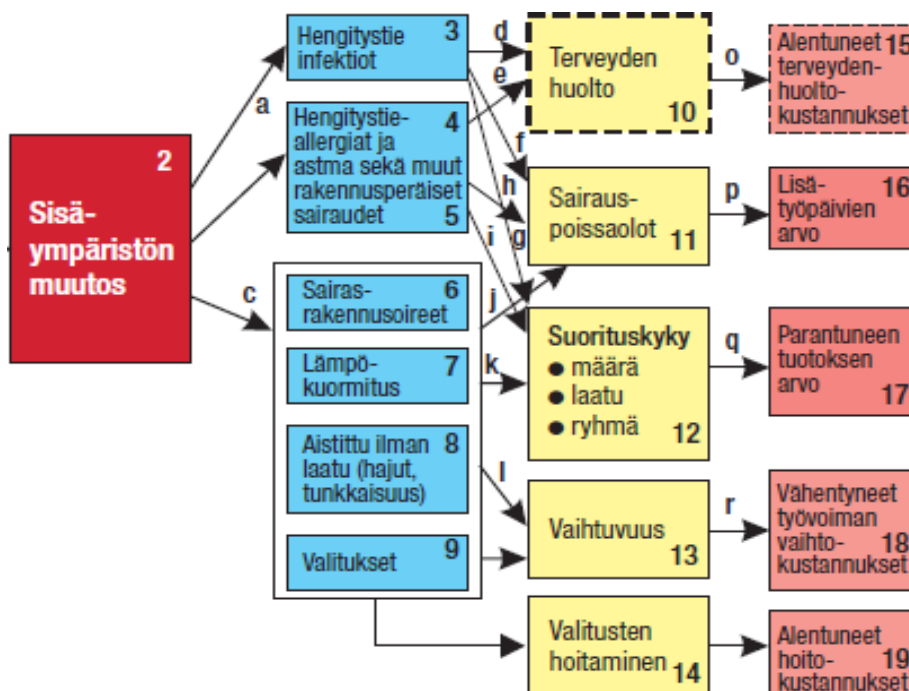 2
Sisä-
ympäristön
muutos
a
c
Hengitystie 3
infektiot
Hengitystie- 4
allergiat ja
astma sekä muut
rakennusperäiset
sairaudet 5
Sairas- 6
rakennusoireet
Lämpö- 7
kuormitus
Aistittu ilman 8
laatu (hajut,
tunkkaisuus)
Valitukset 9
d
e
f
h
i
g
j
k
l
Terveyden
huolto
10
Sairaus-
poissaolot
11
Suorituskyky
● määrä
● laatu
● ryhmä 12
Vaihtuvuus
13
Valitusten
hoitaminen 14
o
p
q
r
Alentuneet 15
terveyden-
huolto-
kustannukset
Lisä- 16
työpäivien
arvo
Parantuneen
tuotoksen
arvo
17
Vähentyneet
työvoiman
vaihto- 18
kustannukset
Alentuneet
hoito- 19
kustannukset